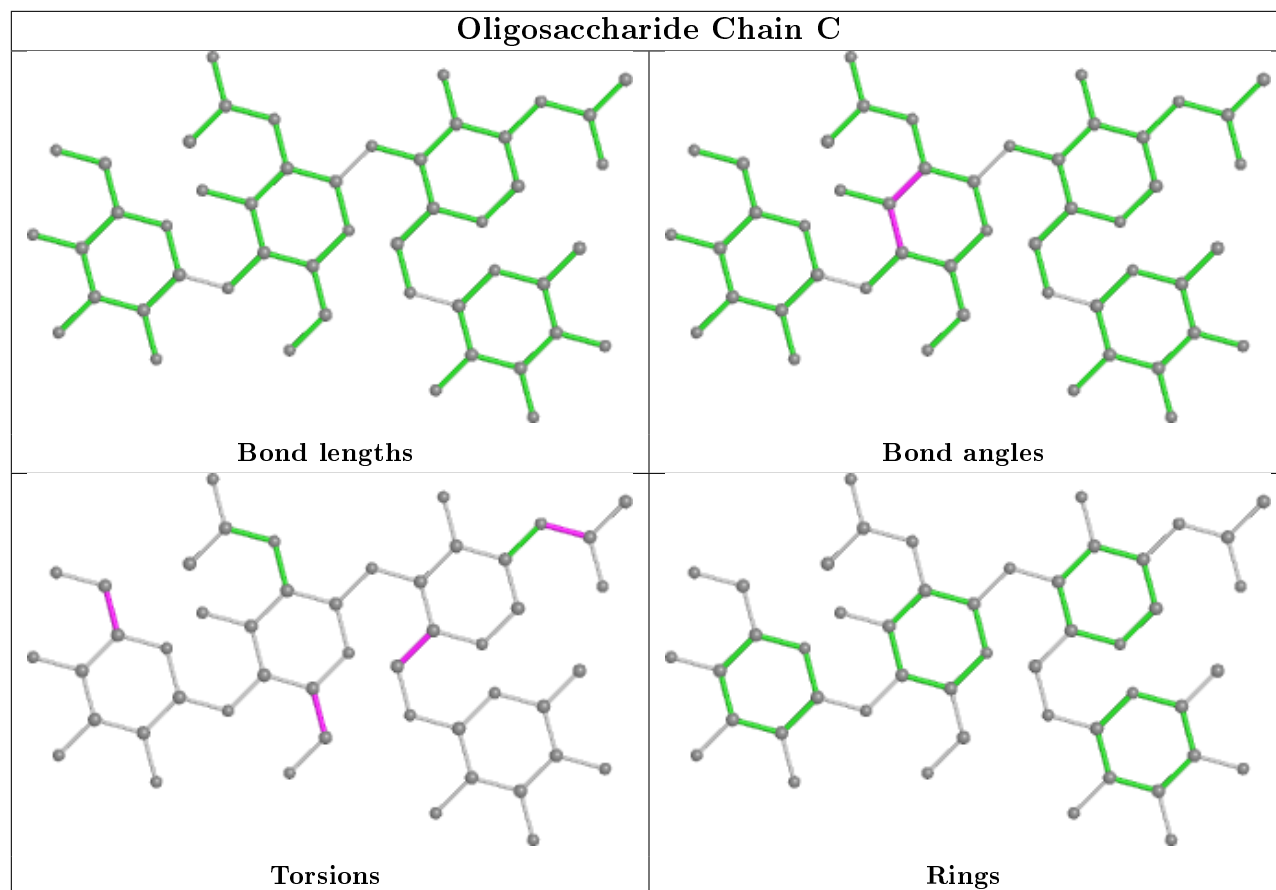 Oligosaccharide Chain C
Bond lengths
Bond angles
Torsions
Rings